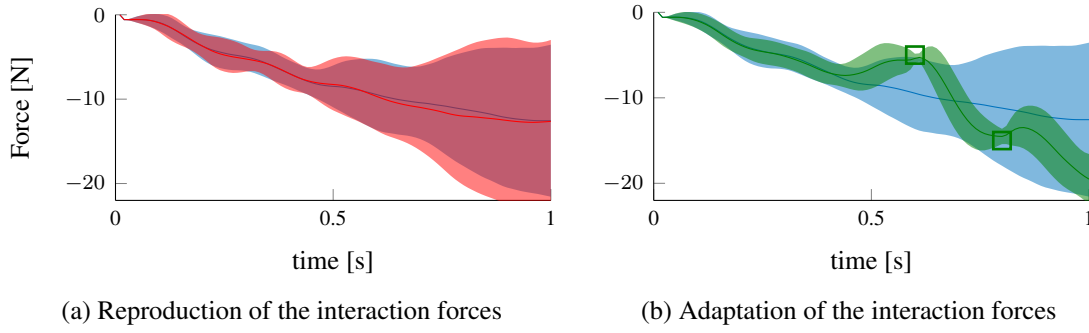 0
−10
−20
Force [N]
0
0.5
1
time [s]
(a) Reproduction of the interaction forces
0
−10
−20
0
0.5
1
time [s]
(b) Adaptation of the interaction forces